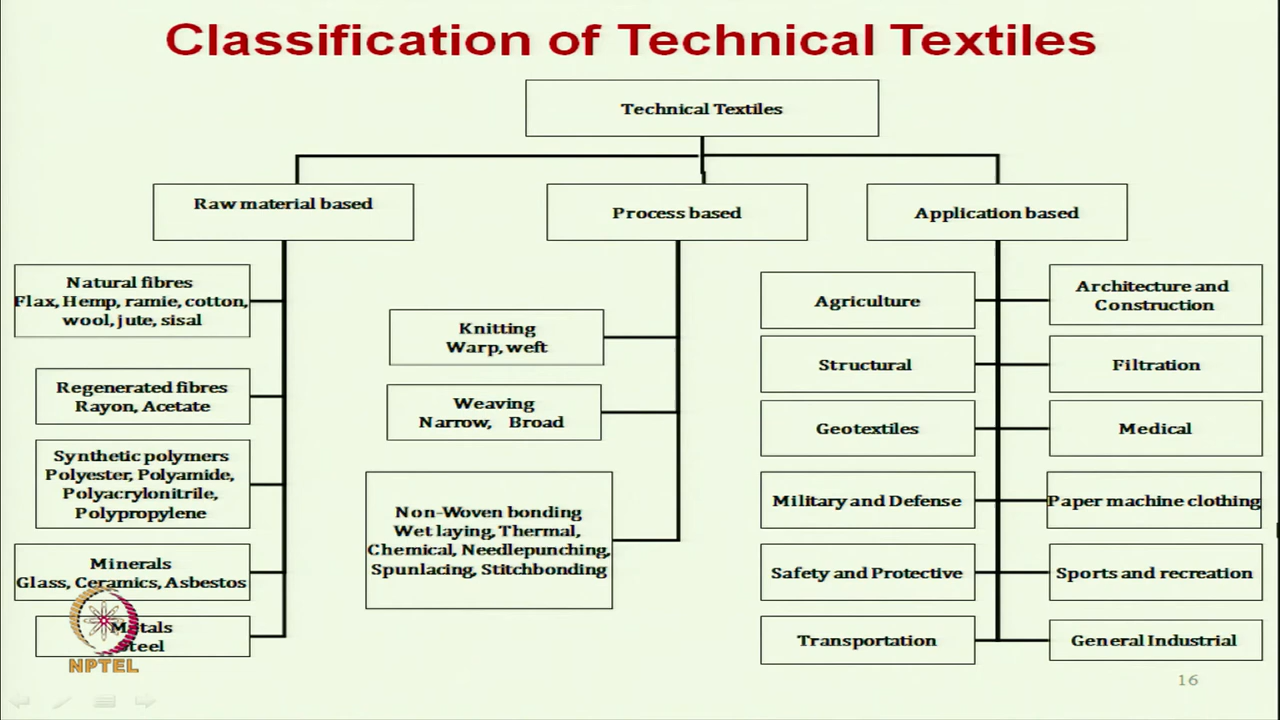 Classification of Technical Textiles
Technical Textiles
Raw material based
Process based
Application based
Natural fibres
Flax, Hemp, ramie, cotton,
wool, jute, sisal
Regenerated fibres
Rayon, Acetate
Synthetic polymers
Polyester, Polyamide,
Polyacrylonitrile,
Polypropylene
Minerals
Glass, Ceramics, Asbestos
Metals
Steel
Knitting
Warp, weft
Weaving
Narrow, Broad
Non-Woven bonding
Wet laying, Thermal,
Chemical, Needlepunching,
Spunlacing, Stitchbonding
Agriculture
Structural
Geotextiles
Military and Defense
Safety and Protective
Transportation
Architecture and
Construction
Filtration
Medical
Paper machine clothing
Sports and recreation
General Industrial
NPTEL
16